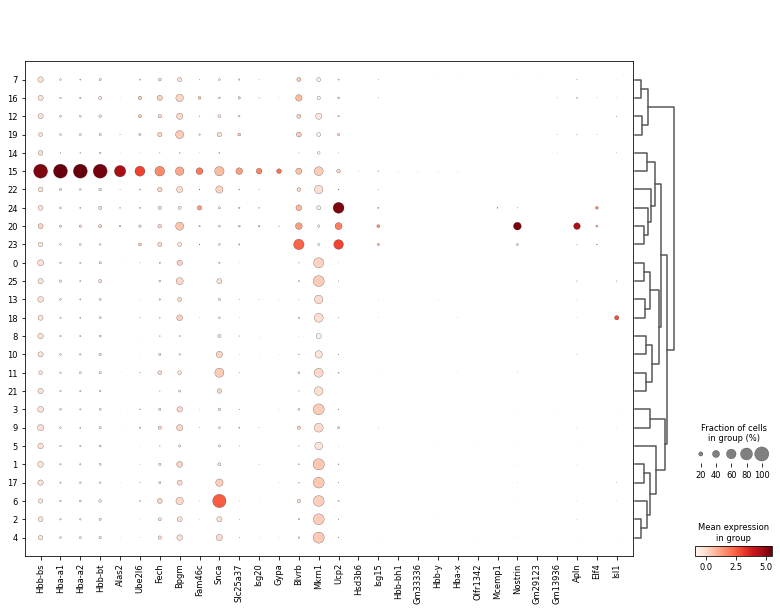 7
16
12
19
14
15
22
24
20
23
0
25
13
18
8
10
11
21
3
9
5
1
17
6
2
4
Hbb-bs
Hba-a1
Hba-a2
Hbb-bt
Alas2
Ube2l6
Fech
Bpgm
Fam46c
Snca
Slc25a37
Isg20
Gypa
Blvrb
Mkrn1
Ucp2
Hsd3b6
Isg15
Hbb-bh1
Gm33336
Hbb-y
Hba-x
Olfr1342
Mcemp1
Nostrin
Gm29123
Gm13936
Apln
Elf4
Isl1
Fraction of cells
in group (%)
20 40 60 80 100
Mean expression
in group
0.0 2.5 5.0